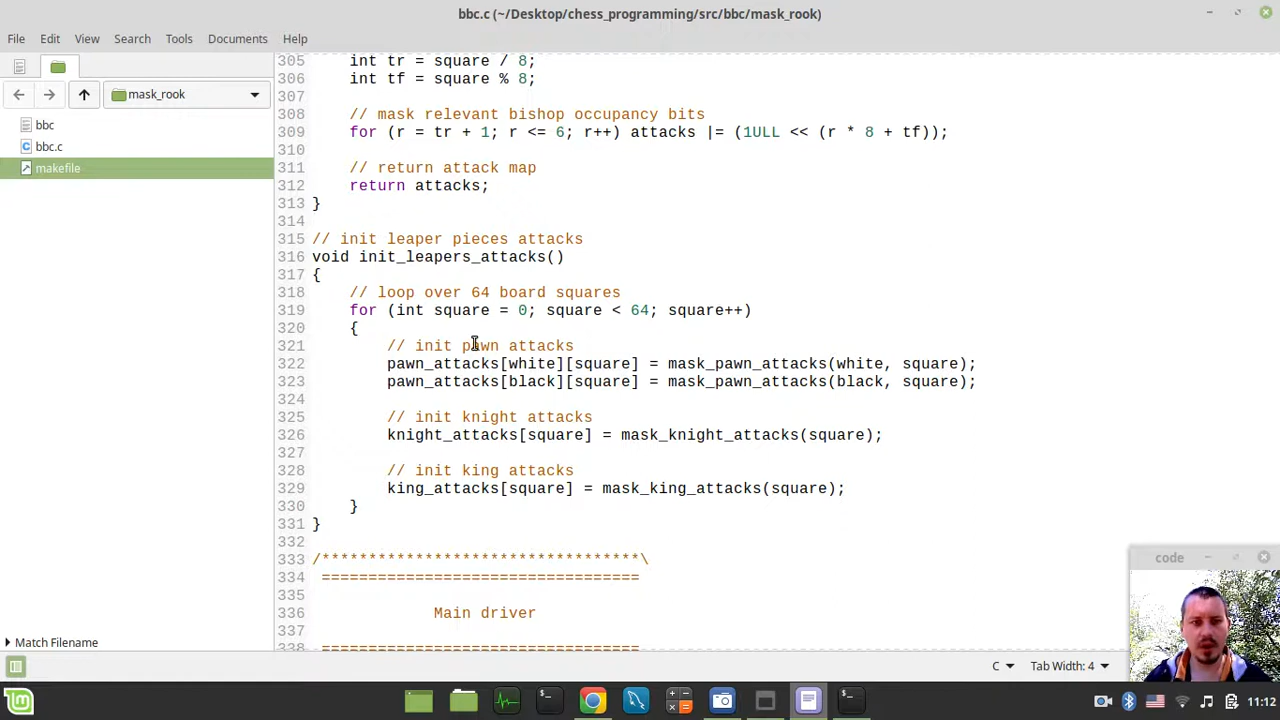 bbc.c (~/Desktop/chess_programming/src/bbc/mask_rook)
File Edit View Search Tools Documents Help
mask_rook
bbc
bbc.c
makefile
Match Filename
305     int tr = square / 8;
306     int tf = square % 8;
307
308     // mask relevant bishop occupancy bits
309     for (r = tr + 1; r <= 6; r++) attacks |= (1ULL << (r * 8 + tf));
310
311     // return attack map
312     return attacks;
313 }
314
315 // init leaper pieces attacks
316 void init_leapers_attacks()
317 {
318     // loop over 64 board squares
319     for (int square = 0; square < 64; square++)
320     {
321         // init pawn attacks
322         pawn_attacks[white][square] = mask_pawn_attacks(white, square);
323         pawn_attacks[black][square] = mask_pawn_attacks(black, square);
324
325         // init knight attacks
326         knight_attacks[square] = mask_knight_attacks(square);
327
328         // init king attacks
329         king_attacks[square] = mask_king_attacks(square);
330     }
331 }
332
333 /**********************************\
334  ==================================
335
336             Main driver
337
338  ==================================
code
C Tab Width: 4
11:12